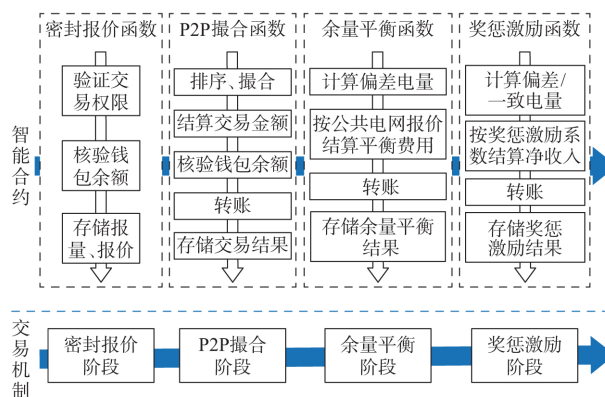 智能合约
密封报价函数
验证交
易权限
核验钱
包余额
存储报
量、报价
P2P撮合函数
排序、撮合
结算交易金额
核验钱包余额
转账
存储交易结果
余量平衡函数
计算偏差电量
按公共电网报价
结算平衡费用
转账
存储余量平衡
结果
奖惩激励函数
计算偏差/
一致电量
按奖惩激励系
数结算净收入
转账
存储奖惩
激励结果
交易机制
密封报价
阶段
P2P撮合
阶段
余量平衡
阶段
奖惩激励
阶段